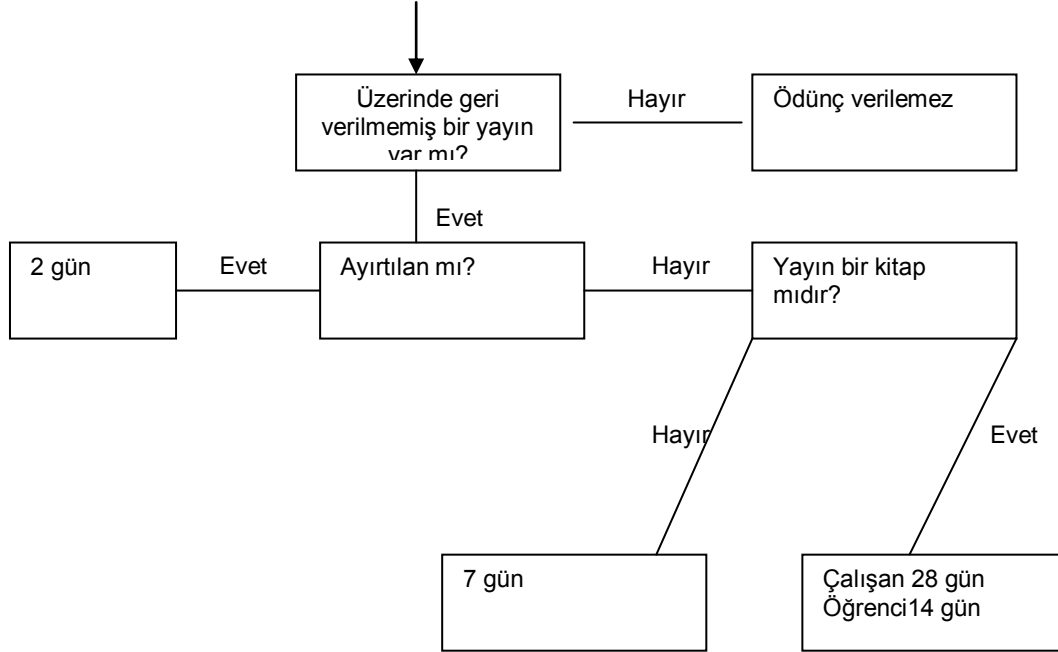 Üzerinde geri
verilmemiş bir yayın
var mı?
Hayır
Ödünç verilemez
Evet
2 gün
Evet
Ayırtılan mı?
Hayır
Yayın bir kitap
mıdır?
Hayır
Evet
7 gün
Çalışan 28 gün
Öğrenci14 gün